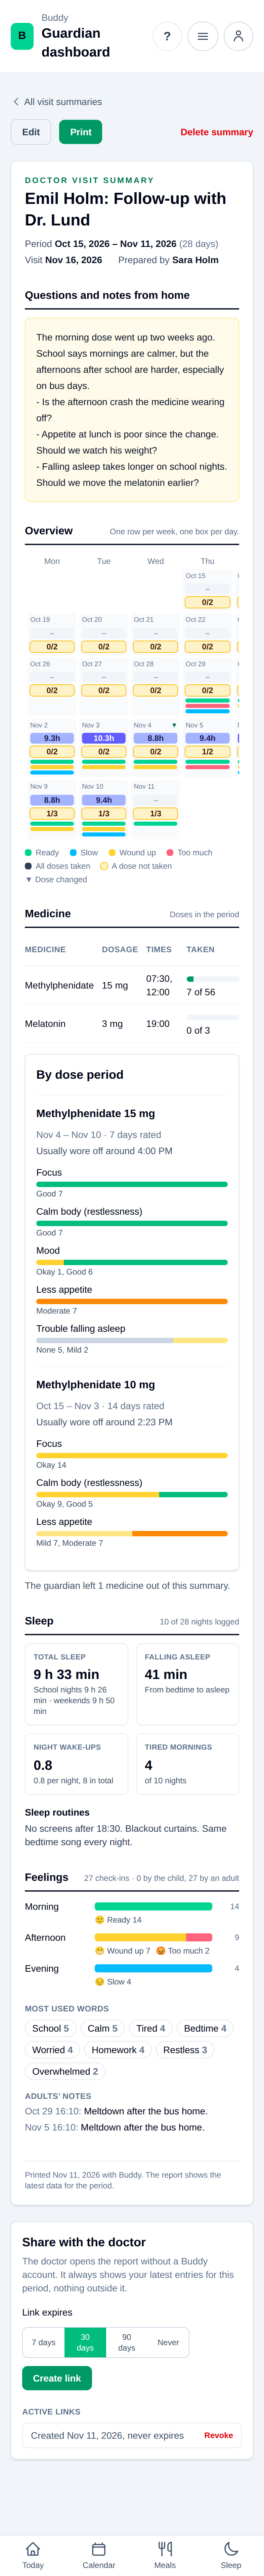 B
Buddy
Guardian
dashboard
?
All visit summaries
Edit
Print
Delete summary
DOCTOR VISIT SUMMARY
Emil Holm: Follow-up with
Dr. Lund
Period Oct 15, 2026 – Nov 11, 2026 (28 days)
Visit Nov 16, 2026 Prepared by Sara Holm
Questions and notes from home
The morning dose went up two weeks ago.
School says mornings are calmer, but the
afternoons after school are harder, especially
on bus days.
- Is the afternoon crash the medicine wearing
off?
- Appetite at lunch is poor since the change.
Should we watch his weight?
- Falling asleep takes longer on school nights.
Should we move the melatonin earlier?
Overview One row per week, one box per day.
Mon Tue Wed Thu
Oct 15
–
0/2
Oct 19 Oct 20 Oct 21 Oct 22
– – – –
0/2 0/2 0/2 0/2
Oct 26 Oct 27 Oct 28 Oct 29
– – – –
0/2 0/2 0/2 0/2
Nov 2 Nov 3 Nov 4 ▼ Nov 5
9.3h 10.3h 8.8h 9.4h
0/2 0/2 0/2 1/2
Nov 9 Nov 10 Nov 11
8.8h 9.4h –
1/3 1/3 1/3
Ready Slow Wound up Too much
All doses taken A dose not taken
▼ Dose changed
Medicine Doses in the period
MEDICINE DOSAGE TIMES TAKEN
Methylphenidate 15 mg 07:30,
12:00 7 of 56
Melatonin 3 mg 19:00 0 of 3
By dose period
Methylphenidate 15 mg
Nov 4 – Nov 10 · 7 days rated
Usually wore off around 4:00 PM
Focus
Good 7
Calm body (restlessness)
Good 7
Mood
Okay 1, Good 6
Less appetite
Moderate 7
Trouble falling asleep
None 5, Mild 2
Methylphenidate 10 mg
Oct 15 – Nov 3 · 14 days rated
Usually wore off around 2:23 PM
Focus
Okay 14
Calm body (restlessness)
Okay 9, Good 5
Less appetite
Mild 7, Moderate 7
The guardian left 1 medicine out of this summary.
Sleep 10 of 28 nights logged
TOTAL SLEEP
9 h 33 min
School nights 9 h 26
min · weekends 9 h 50
min
FALLING ASLEEP
41 min
From bedtime to asleep
NIGHT WAKE-UPS
0.8
0.8 per night, 8 in total
TIRED MORNINGS
4
of 10 nights
Sleep routines
No screens after 18:30. Blackout curtains. Same
bedtime song every night.
Feelings 27 check-ins · 0 by the child, 27 by an adult
Morning 14
Ready 14
Afternoon 9
Wound up 7 Too much 2
Evening 4
Slow 4
MOST USED WORDS
School 5 Calm 5 Tired 4 Bedtime 4
Worried 4 Homework 4 Restless 3
Overwhelmed 2
ADULTS' NOTES
Oct 29 16:10: Meltdown after the bus home.
Nov 5 16:10: Meltdown after the bus home.
Printed Nov 11, 2026 with Buddy. The report shows the
latest data for the period.
Share with the doctor
The doctor opens the report without a Buddy
account. It always shows your latest entries for this
period, nothing outside it.
Link expires
7 days
30
days
90
days
Never
Create link
ACTIVE LINKS
Created Nov 11, 2026, never expires Revoke
Today Calendar Meals Sleep